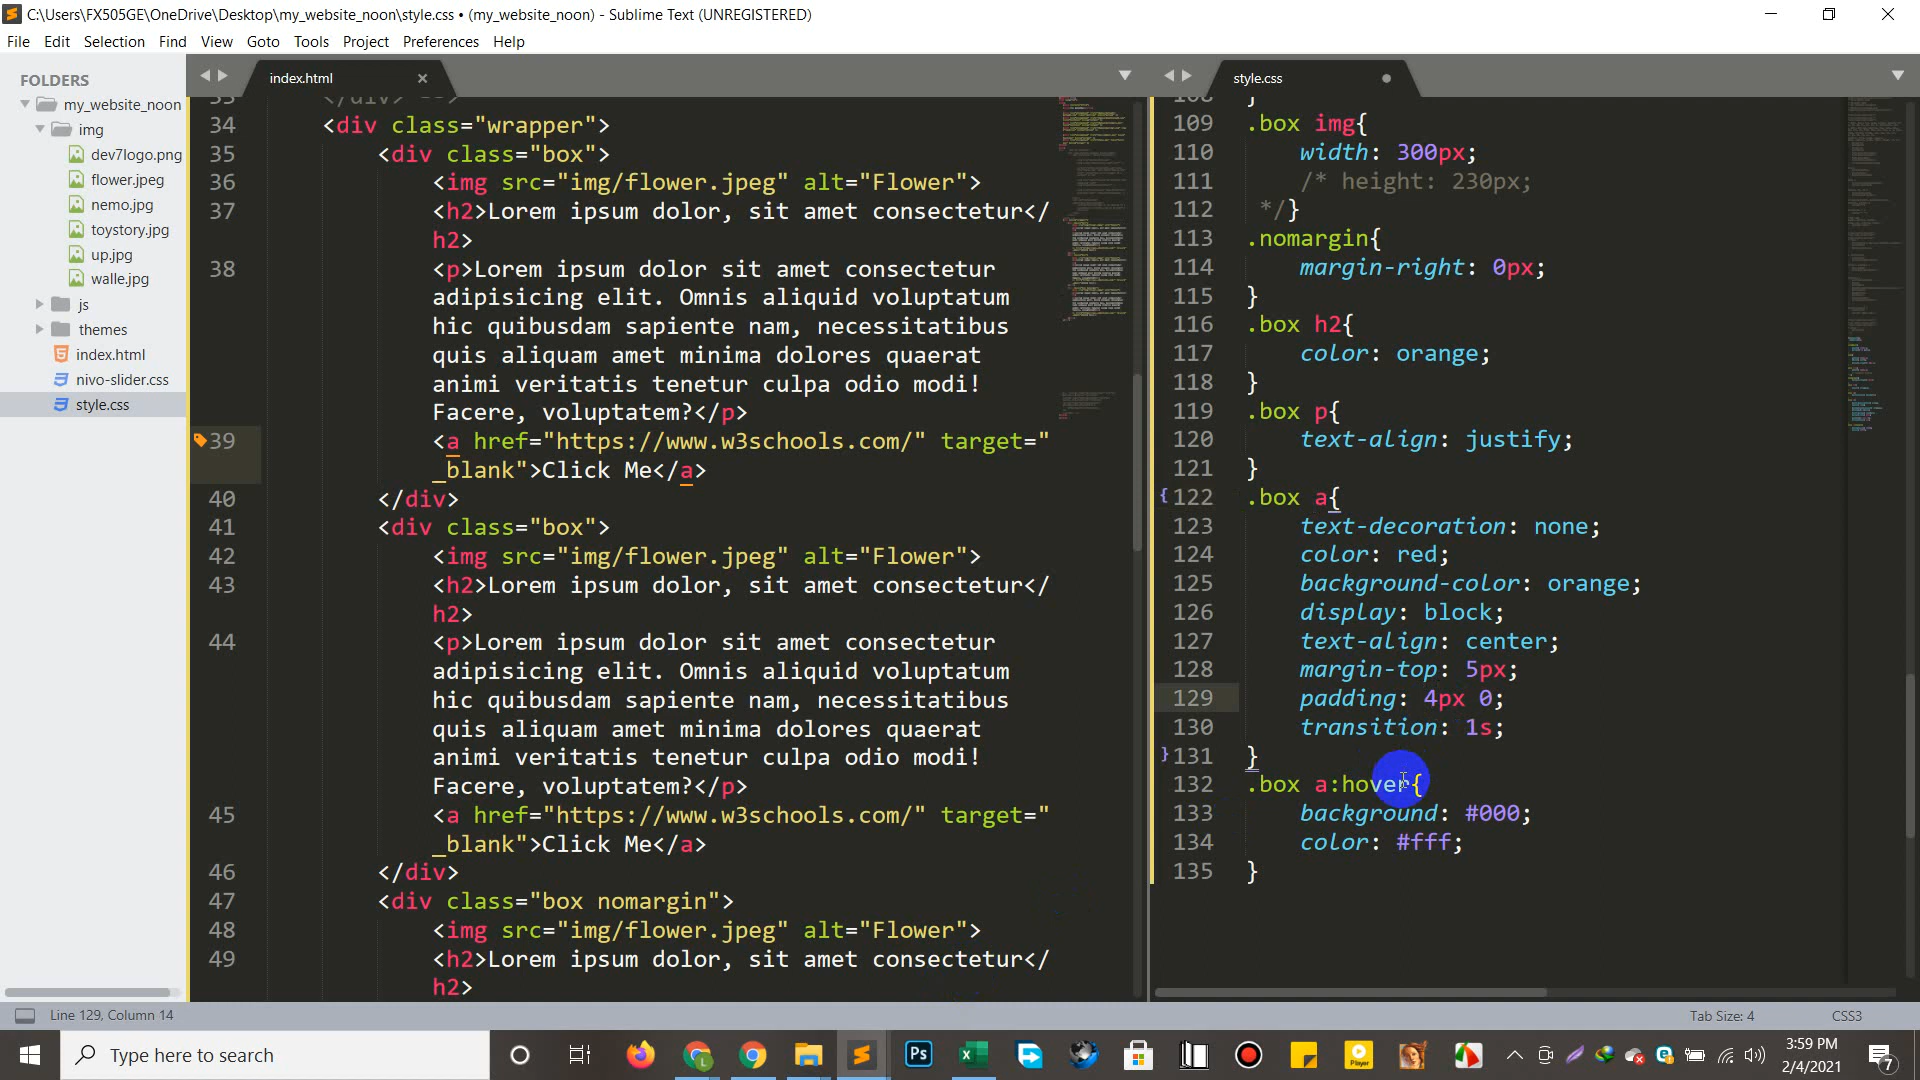 C:\Users\FX505GE\OneDrive\Desktop\my_website_noon\style.css • (my_website_noon) - Sublime Text (UNREGISTERED)
File Edit Selection Find View Goto Tools Project Preferences Help
FOLDERS
my_website_noon
img
dev7logo.png
flower.jpeg
nemo.jpg
toystory.jpg
up.jpg
walle.jpg
js
themes
index.html
nivo-slider.css
style.css
index.html
34 <div class="wrapper">
35 <div class="box">
36 <img src="img/flower.jpeg" alt="Flower">
37 <h2>Lorem ipsum dolor, sit amet consectetur</
h2>
38 <p>Lorem ipsum dolor sit amet consectetur
adipisicing elit. Omnis aliquid voluptatum
hic quibusdam sapiente nam, necessitatibus
quis aliquam amet minima dolores quaerat
animi veritatis tenetur culpa odio modi!
Facere, voluptatem?</p>
39 <a href="https://www.w3schools.com/" target="
_blank">Click Me</a>
40 </div>
41 <div class="box">
42 <img src="img/flower.jpeg" alt="Flower">
43 <h2>Lorem ipsum dolor, sit amet consectetur</
h2>
44 <p>Lorem ipsum dolor sit amet consectetur
adipisicing elit. Omnis aliquid voluptatum
hic quibusdam sapiente nam, necessitatibus
quis aliquam amet minima dolores quaerat
animi veritatis tenetur culpa odio modi!
Facere, voluptatem?</p>
45 <a href="https://www.w3schools.com/" target="
_blank">Click Me</a>
46 </div>
47 <div class="box nomargin">
48 <img src="img/flower.jpeg" alt="Flower">
49 <h2>Lorem ipsum dolor, sit amet consectetur</
h2>
style.css
108 }
109 .box img{
110 width: 300px;
111 /* height: 230px;
112 */}
113 .nomargin{
114 margin-right: 0px;
115 }
116 .box h2{
117 color: orange;
118 }
119 .box p{
120 text-align: justify;
121 }
122 .box a{
123 text-decoration: none;
124 color: red;
125 background-color: orange;
126 display: block;
127 text-align: center;
128 margin-top: 5px;
129 padding: 4px 0;
130 transition: 1s;
131 }
132 .box a:hover{
133 background: #000;
134 color: #fff;
135 }
Line 129, Column 14
Tab Size: 4
CSS3
Type here to search
Ps
Player
3:59 PM
2/4/2021
7